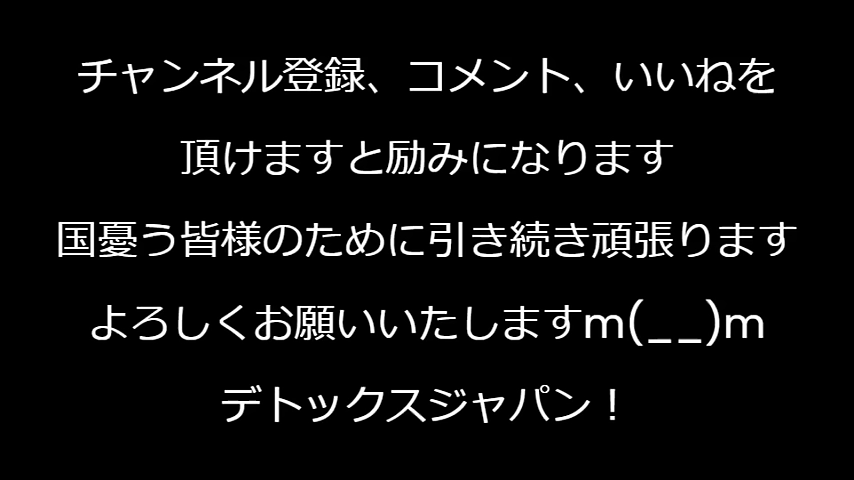 チャンネル登録、コメント、いいねを
頂けますと励みになります
国憂う皆様のために引き続き頑張ります
よろしくお願いいたしますm(__)m
デトックスジャパン！